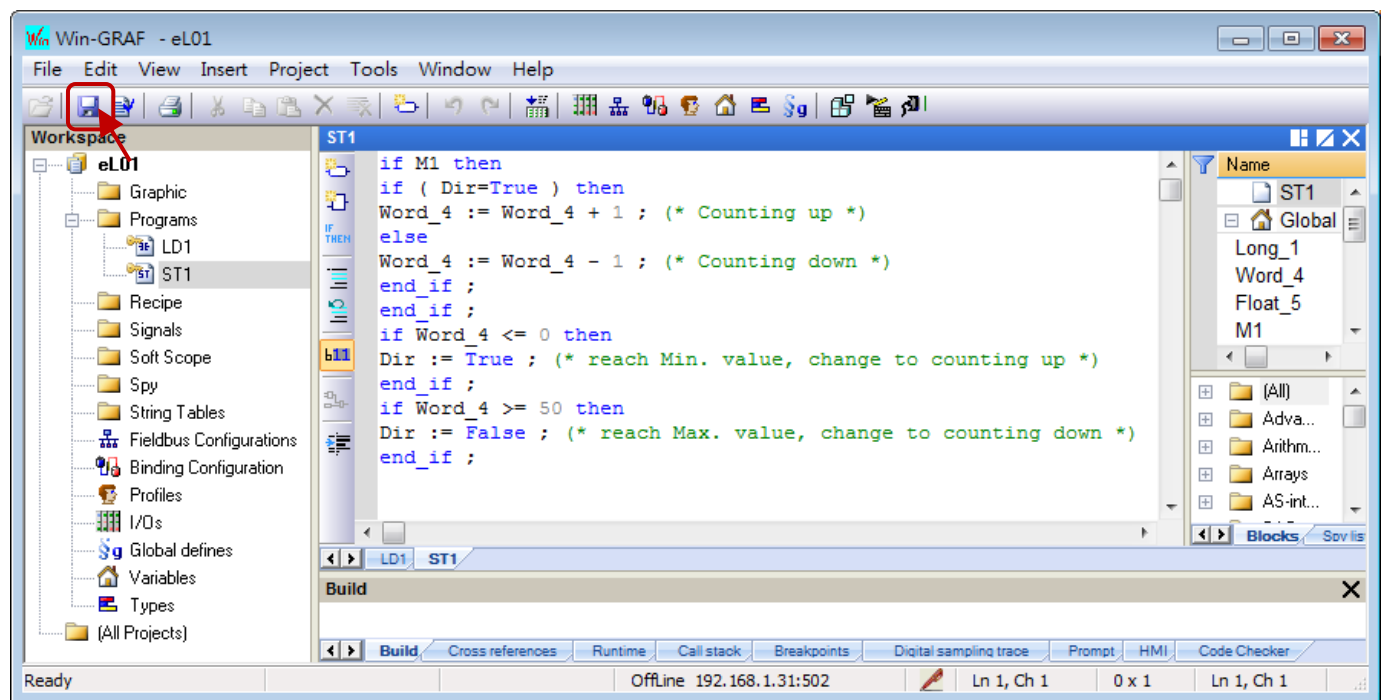 Win-GRAF - eL01
File Edit View Insert Project Tools Window Help
Workspace
eL01
Graphic
Programs
LD1
ST1
Recipe
Signals
Soft Scope
Spy
String Tables
Fieldbus Configurations
Binding Configuration
Profiles
I/Os
Global defines
Variables
Types
(All Projects)
ST1
IF
THEN
if M1 then
if ( Dir=True ) then
Word_4 := Word_4 + 1 ; (* Counting up *)
else
Word_4 := Word_4 - 1 ; (* Counting down *)
end_if ;
end_if ;
if Word_4 <= 0 then
Dir := True ; (* reach Min. value, change to counting up *)
end_if ;
if Word_4 >= 50 then
Dir := False ; (* reach Max. value, change to counting down *)
end_if ;
LD1 ST1
Name
ST1
Global
Long_1
Word_4
Float_5
M1
(All)
Adva...
Arithm...
Arrays
AS-int...
Blocks Spy lis
Build
Build Cross references Runtime Call stack Breakpoints Digital sampling trace Prompt HMI Code Checker
Ready OffLine 192.168.1.31:502 Ln 1, Ch 1 0 x 1 Ln 1, Ch 1